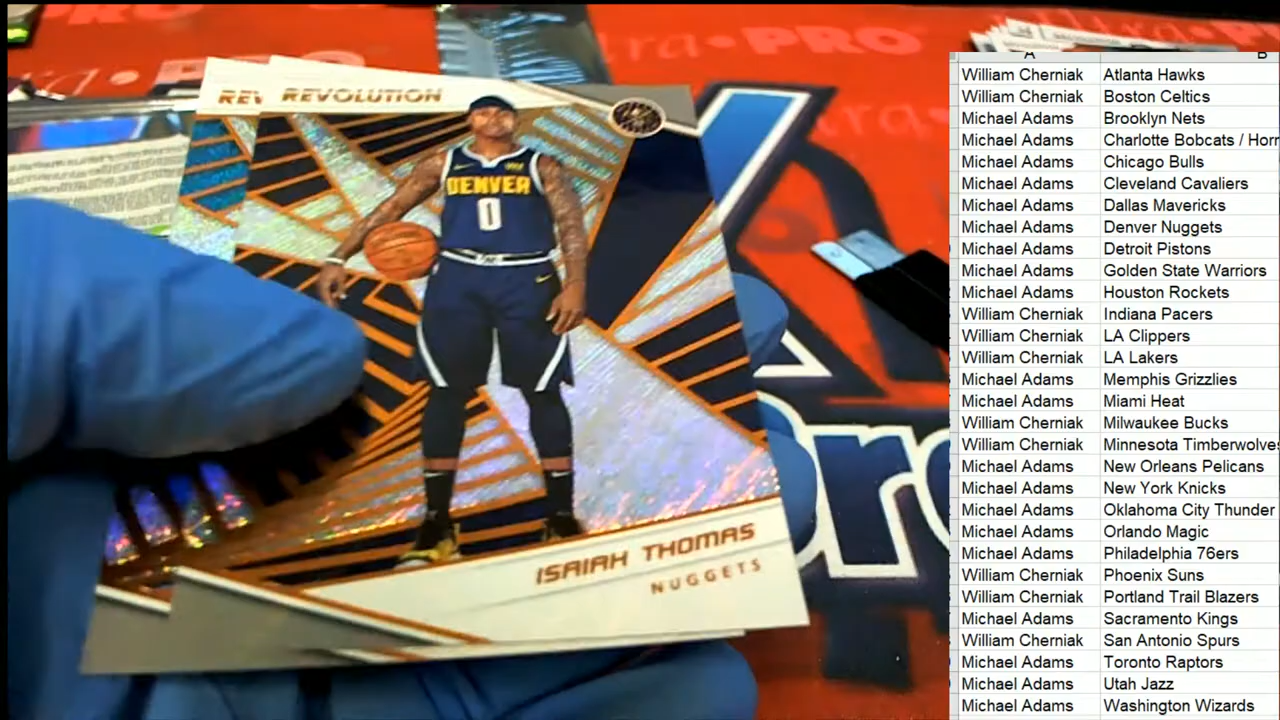 PRO
PRO
REV
REVOLUTION
DENVER
0
ISAIAH THOMAS
NUGGETS
A B
William Cherniak Atlanta Hawks
William Cherniak Boston Celtics
Michael Adams Brooklyn Nets
Michael Adams Charlotte Bobcats / Horr
Michael Adams Chicago Bulls
Michael Adams Cleveland Cavaliers
Michael Adams Dallas Mavericks
Michael Adams Denver Nuggets
Michael Adams Detroit Pistons
Michael Adams Golden State Warriors
Michael Adams Houston Rockets
William Cherniak Indiana Pacers
William Cherniak LA Clippers
William Cherniak LA Lakers
Michael Adams Memphis Grizzlies
Michael Adams Miami Heat
William Cherniak Milwaukee Bucks
William Cherniak Minnesota Timberwolves
Michael Adams New Orleans Pelicans
Michael Adams New York Knicks
Michael Adams Oklahoma City Thunder
Michael Adams Orlando Magic
Michael Adams Philadelphia 76ers
William Cherniak Phoenix Suns
William Cherniak Portland Trail Blazers
Michael Adams Sacramento Kings
William Cherniak San Antonio Spurs
Michael Adams Toronto Raptors
Michael Adams Utah Jazz
Michael Adams Washington Wizards